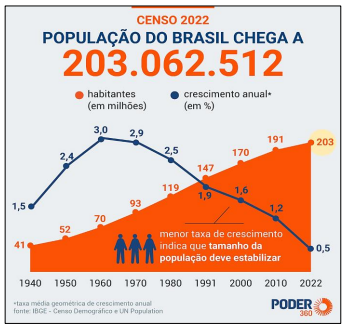 CENSO 2022
POPULAÇÃO DO BRASIL CHEGA A
203.062.512
habitantes
(em milhões)
crescimento anual*
(em %)
1,5
2,4
3,0
2,9
2,5
1,9
1,6
1,2
0,5
41
52
70
93
119
147
170
191
203
menor taxa de crescimento
indica que tamanho da
população deve estabilizar
1940 1950 1960 1970 1980 1991 2000 2010 2022
*taxa média geométrica de crescimento anual
fonte: IBGE - Censo Demográfico e UN Population
PODER
360